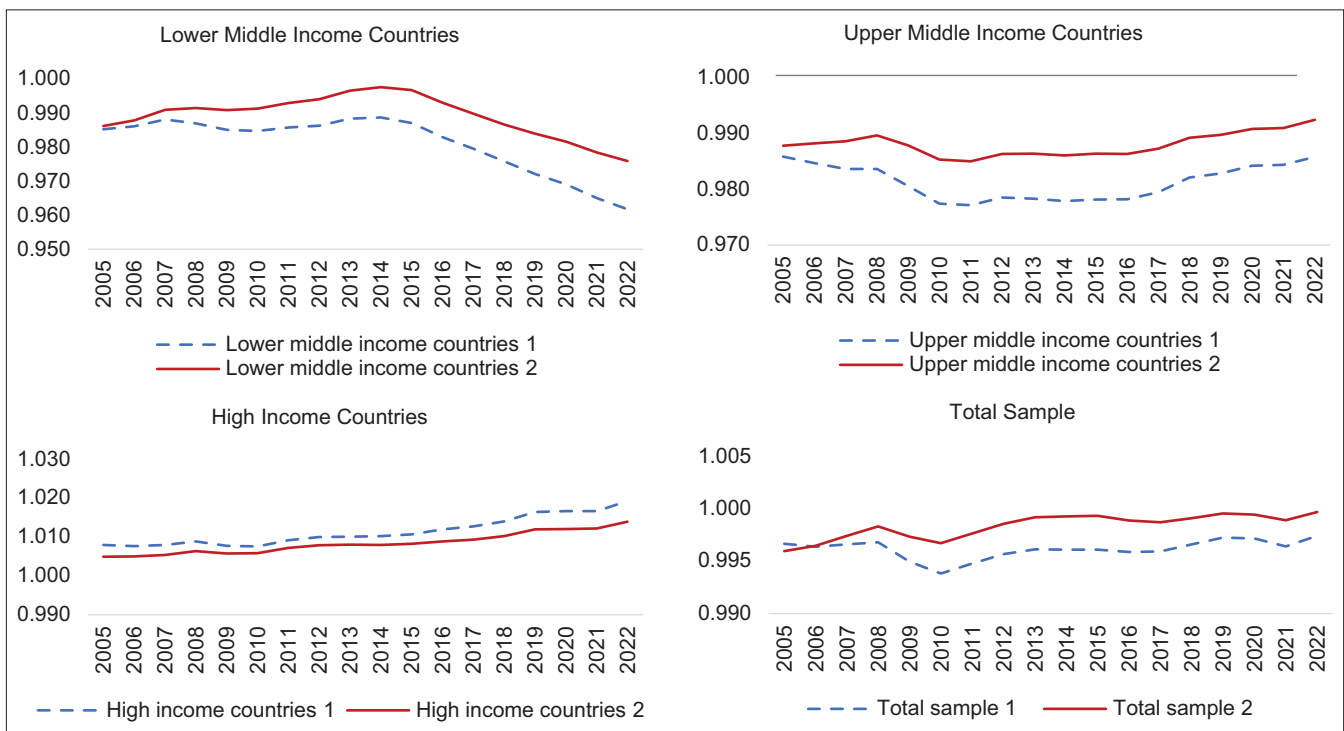 Lower Middle Income Countries
1.000
0.990
0.980
0.970
0.960
0.950
2005 2006 2007 2008 2009 2010 2011 2012 2013 2014 2015 2016 2017 2018 2019 2020 2021 2022
Lower middle income countries 1
Lower middle income countries 2
Upper Middle Income Countries
1.000
0.990
0.980
0.970
2005 2006 2007 2008 2009 2010 2011 2012 2013 2014 2015 2016 2017 2018 2019 2020 2021 2022
Upper middle income countries 1
Upper middle income countries 2
High Income Countries
1.030
1.020
1.010
1.000
0.990
2005 2006 2007 2008 2009 2010 2011 2012 2013 2014 2015 2016 2017 2018 2019 2020 2021 2022
High income countries 1 High income countries 2
Total Sample
1.005
1.000
0.995
0.990
2005 2006 2007 2008 2009 2010 2011 2012 2013 2014 2015 2016 2017 2018 2019 2020 2021 2022
Total sample 1 Total sample 2